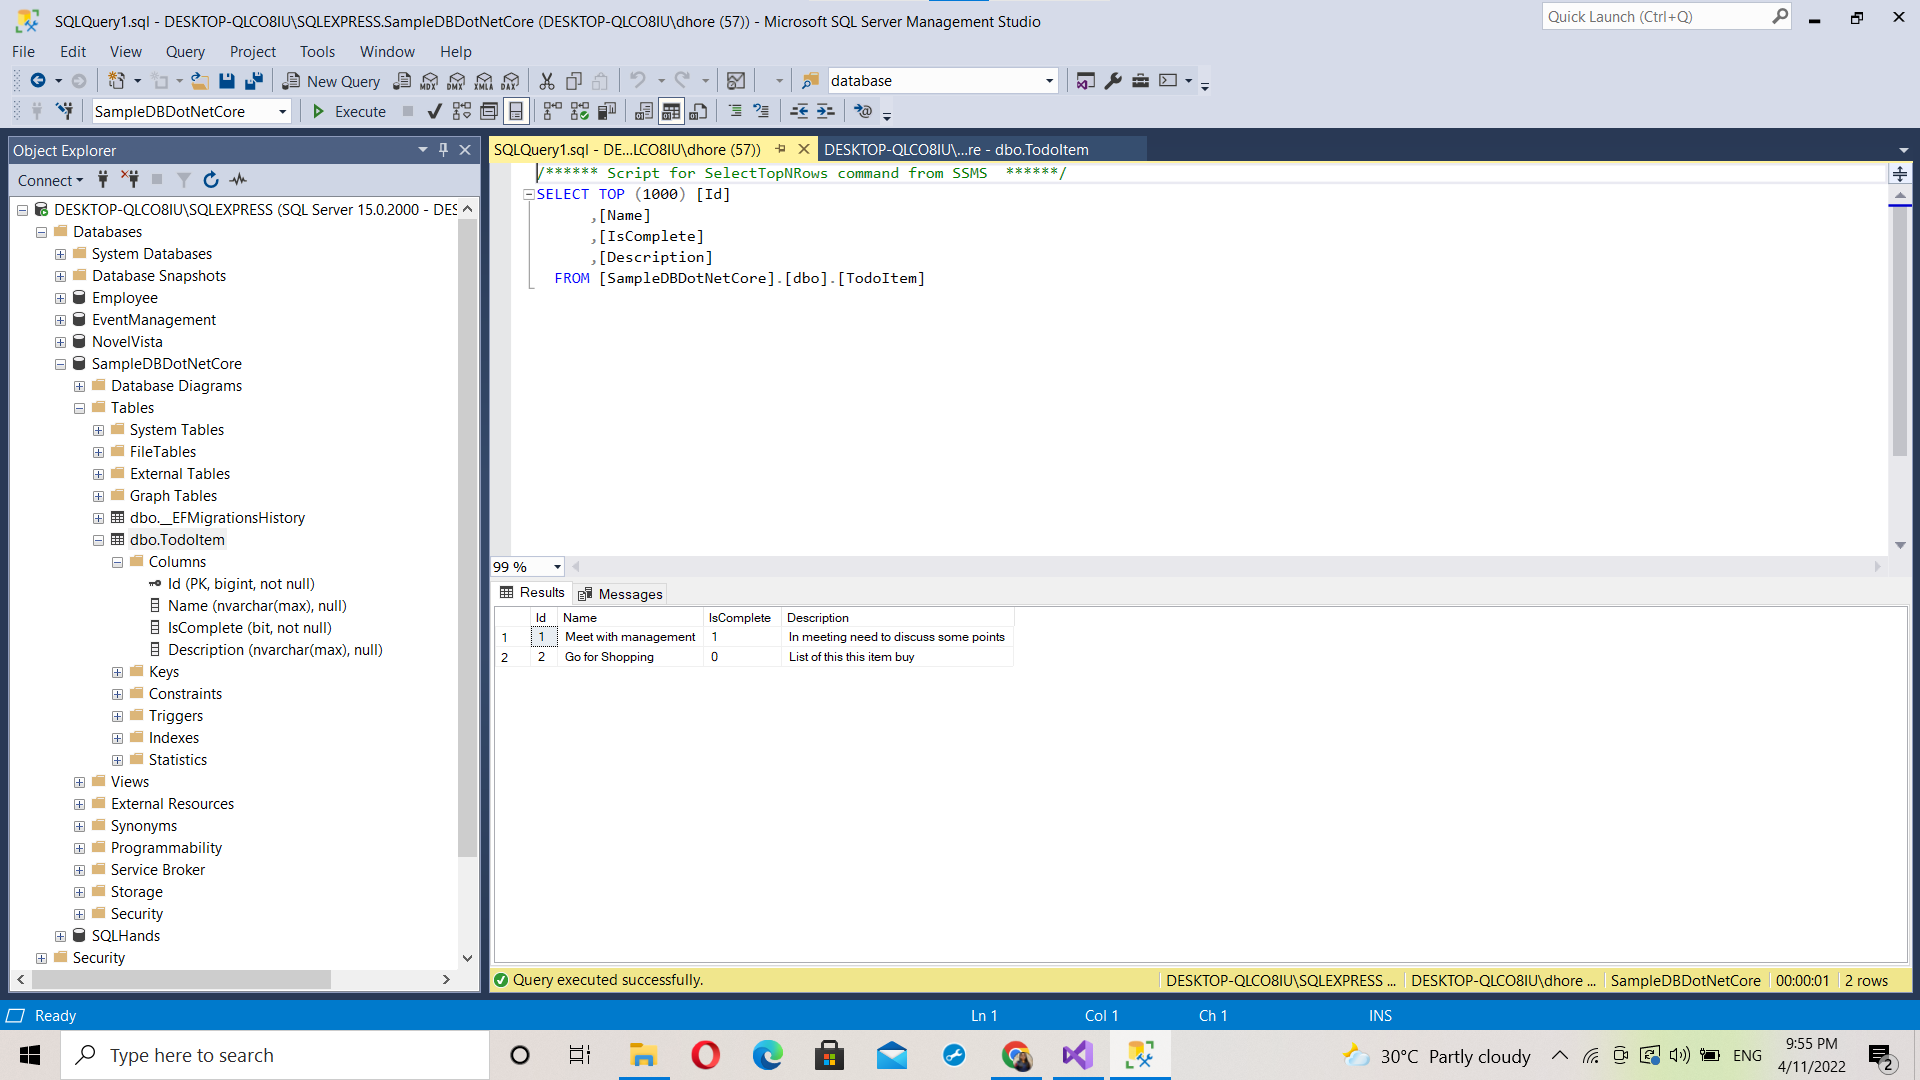 SQLQuery1.sql - DESKTOP-QLCO8IU\SQLEXPRESS.SampleDBDotNetCore (DESKTOP-QLCO8IU\dhore (57)) - Microsoft SQL Server Management Studio
Quick Launch (Ctrl+Q)
File Edit View Query Project Tools Window Help
New Query MDX DMX XMLA DAX database
SampleDBDotNetCore Execute
Object Explorer
Connect
DESKTOP-QLCO8IU\SQLEXPRESS (SQL Server 15.0.2000 - DES
Databases
System Databases
Database Snapshots
Employee
EventManagement
NovelVista
SampleDBDotNetCore
Database Diagrams
Tables
System Tables
FileTables
External Tables
Graph Tables
dbo.__EFMigrationsHistory
dbo.TodoItem
Columns
Id (PK, bigint, not null)
Name (nvarchar(max), null)
IsComplete (bit, not null)
Description (nvarchar(max), null)
Keys
Constraints
Triggers
Indexes
Statistics
Views
External Resources
Synonyms
Programmability
Service Broker
Storage
Security
SQLHands
Security
SQLQuery1.sql - DE...LCO8IU\dhore (57)) DESKTOP-QLCO8IU\...re - dbo.TodoItem
/****** Script for SelectTopNRows command from SSMS  ******/
SELECT TOP (1000) [Id]
,[Name]
,[IsComplete]
,[Description]
FROM [SampleDBDotNetCore].[dbo].[TodoItem]
99 %
Results Messages
Id Name IsComplete Description
1 1 Meet with management 1 In meeting need to discuss some points
2 2 Go for Shopping 0 List of this this item buy
Query executed successfully. DESKTOP-QLCO8IU\SQLEXPRESS ... DESKTOP-QLCO8IU\dhore ... SampleDBDotNetCore 00:00:01 2 rows
Ready Ln 1 Col 1 Ch 1 INS
Type here to search
30°C Partly cloudy ENG
9:55 PM
4/11/2022
2